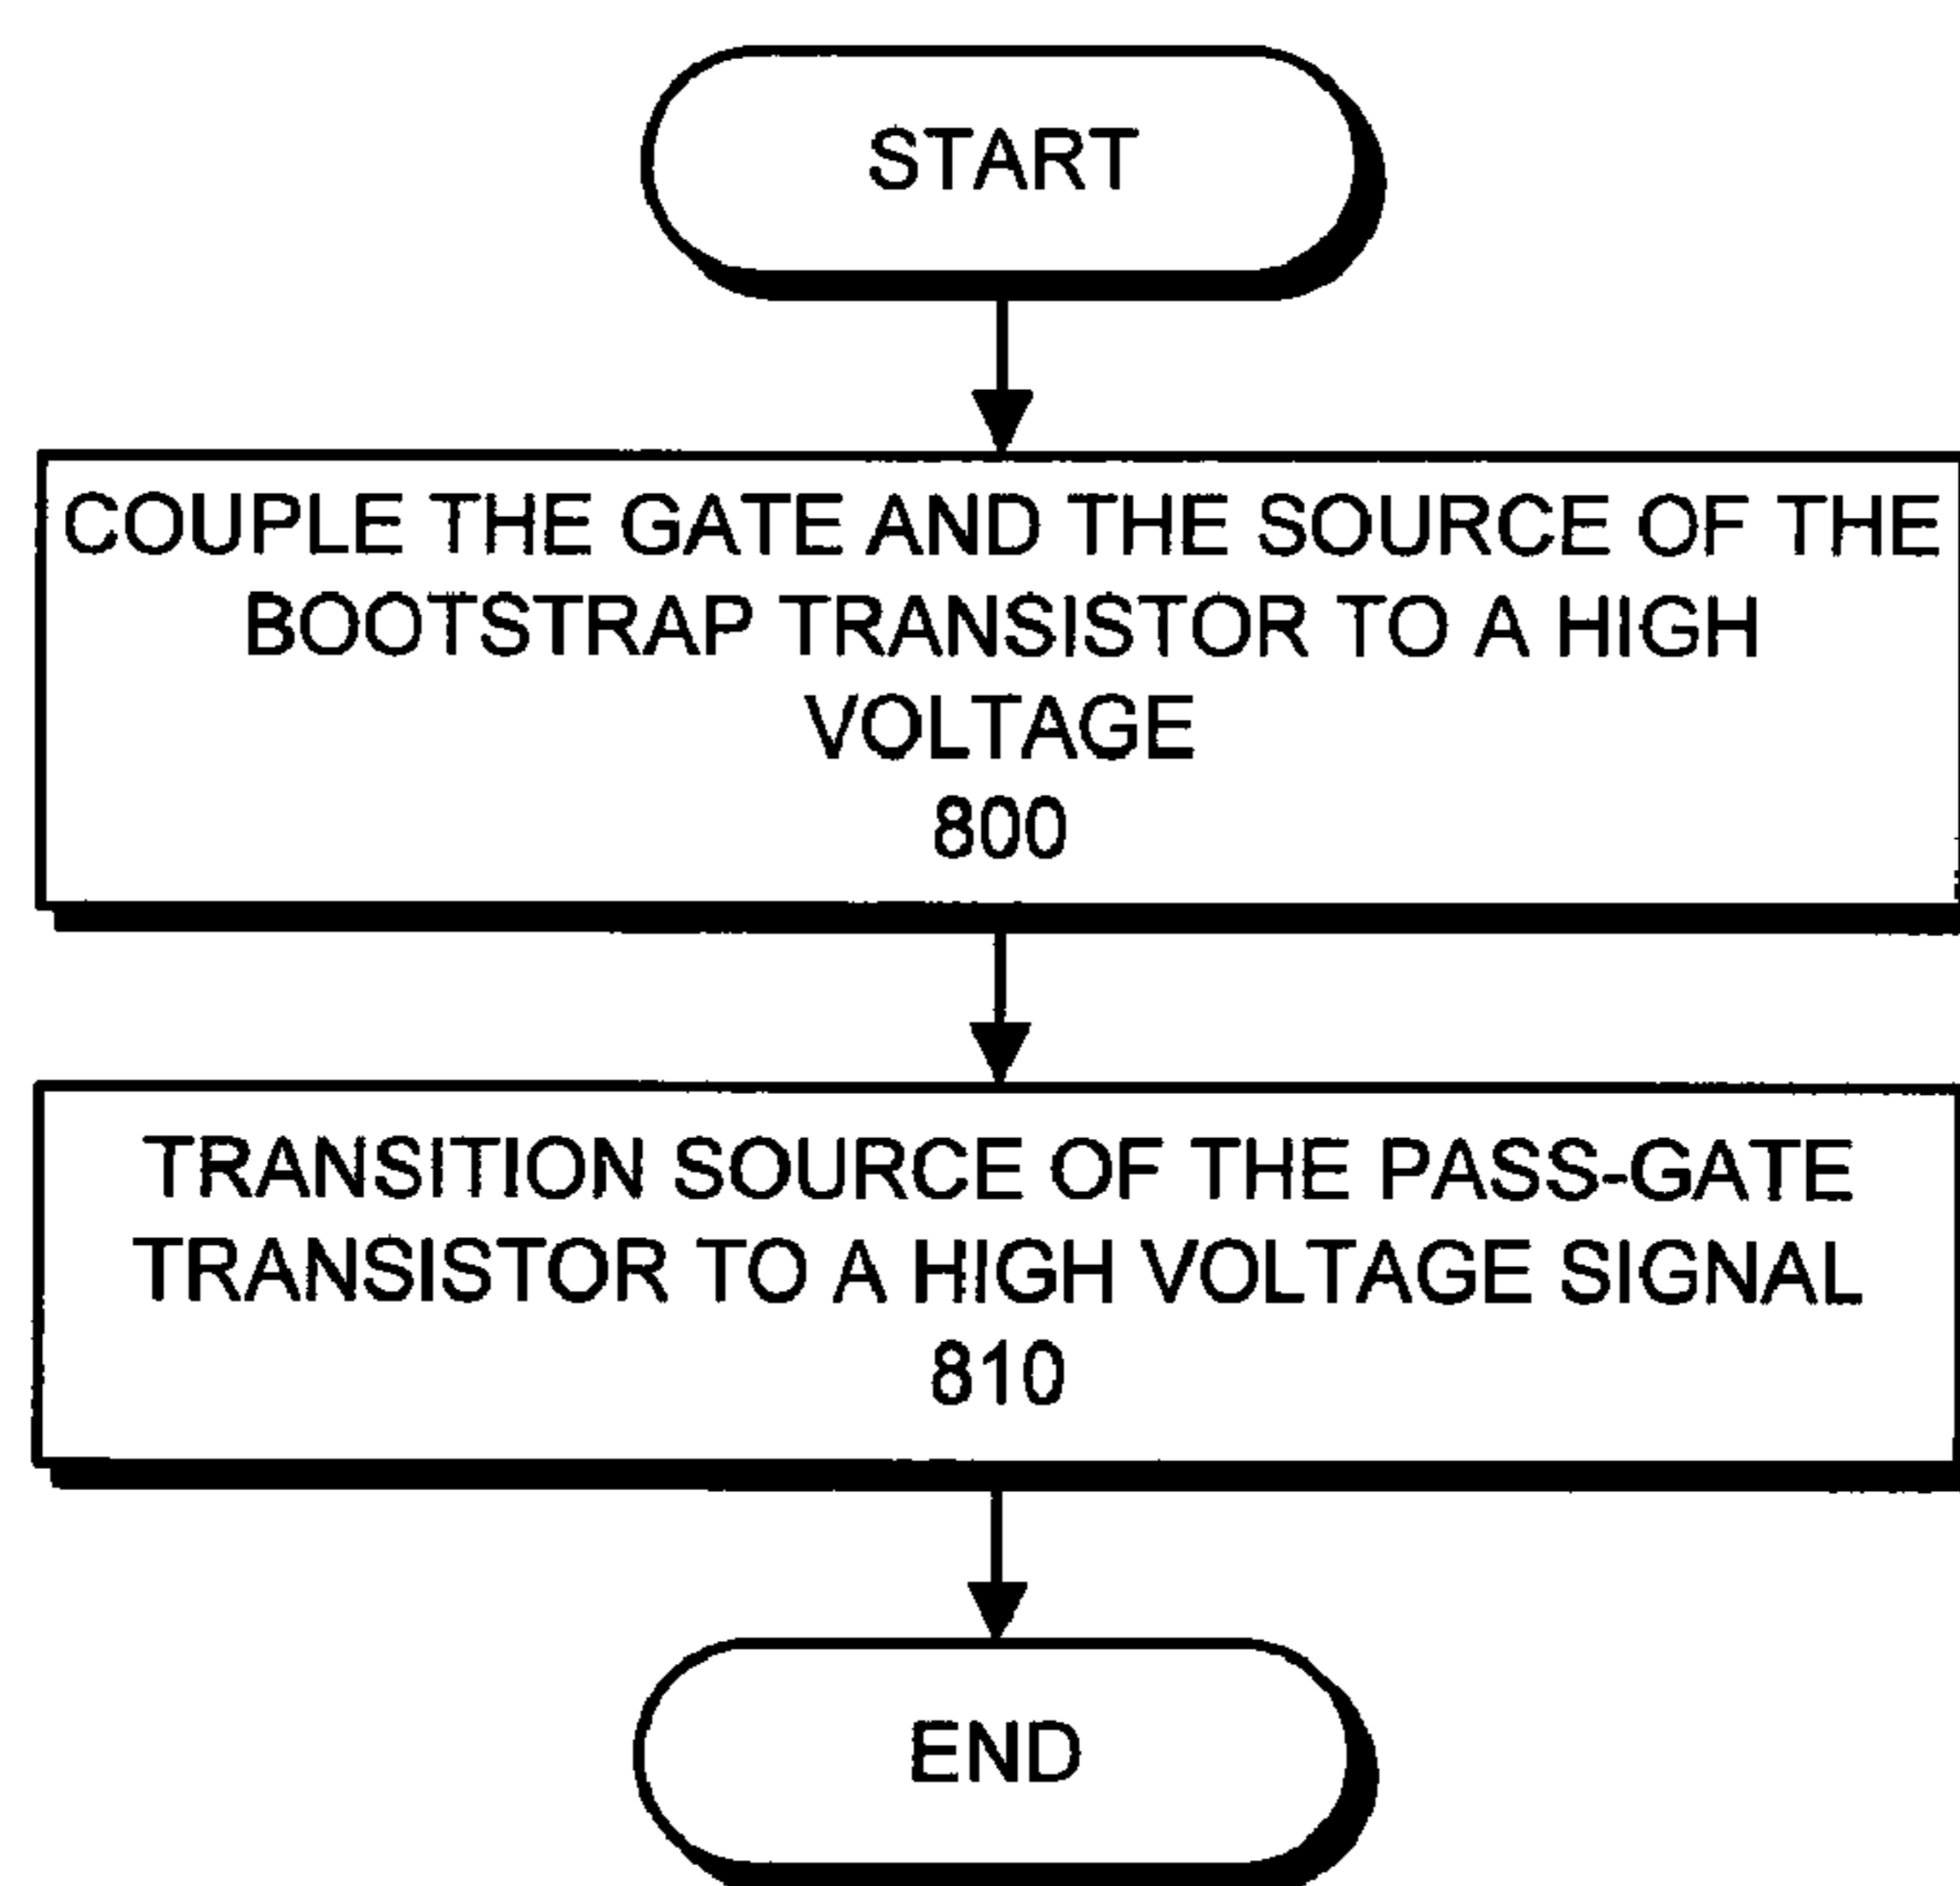 START
COUPLE THE GATE AND THE SOURCE OF THE
BOOTSTRAP TRANSISTOR TO A HIGH
VOLTAGE
800
TRANSITION SOURCE OF THE PASS-GATE
TRANSISTOR TO A HIGH VOLTAGE SIGNAL
810
END